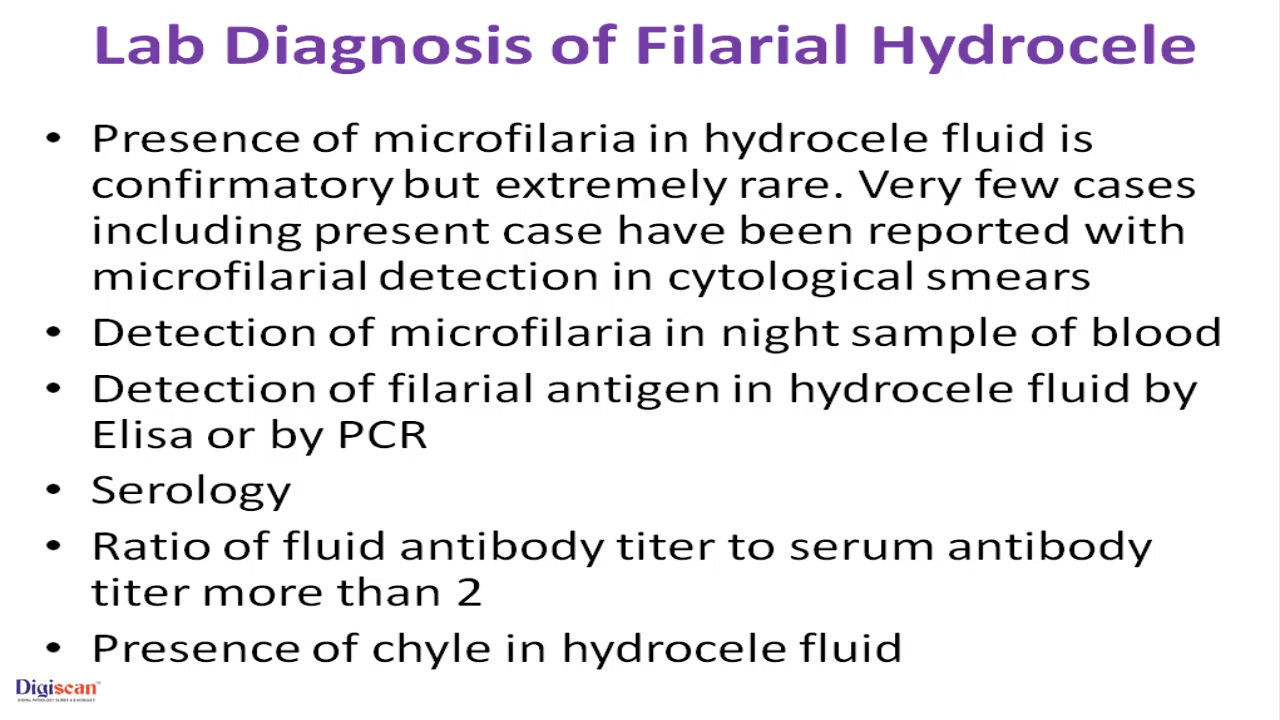 Lab Diagnosis of Filarial Hydrocele
• Presence of microfilaria in hydrocele fluid is
confirmatory but extremely rare. Very few cases
including present case have been reported with
microfilarial detection in cytological smears
• Detection of microfilaria in night sample of blood
• Detection of filarial antigen in hydrocele fluid by
Elisa or by PCR
• Serology
• Ratio of fluid antibody titer to serum antibody
titer more than 2
• Presence of chyle in hydrocele fluid
Digiscan